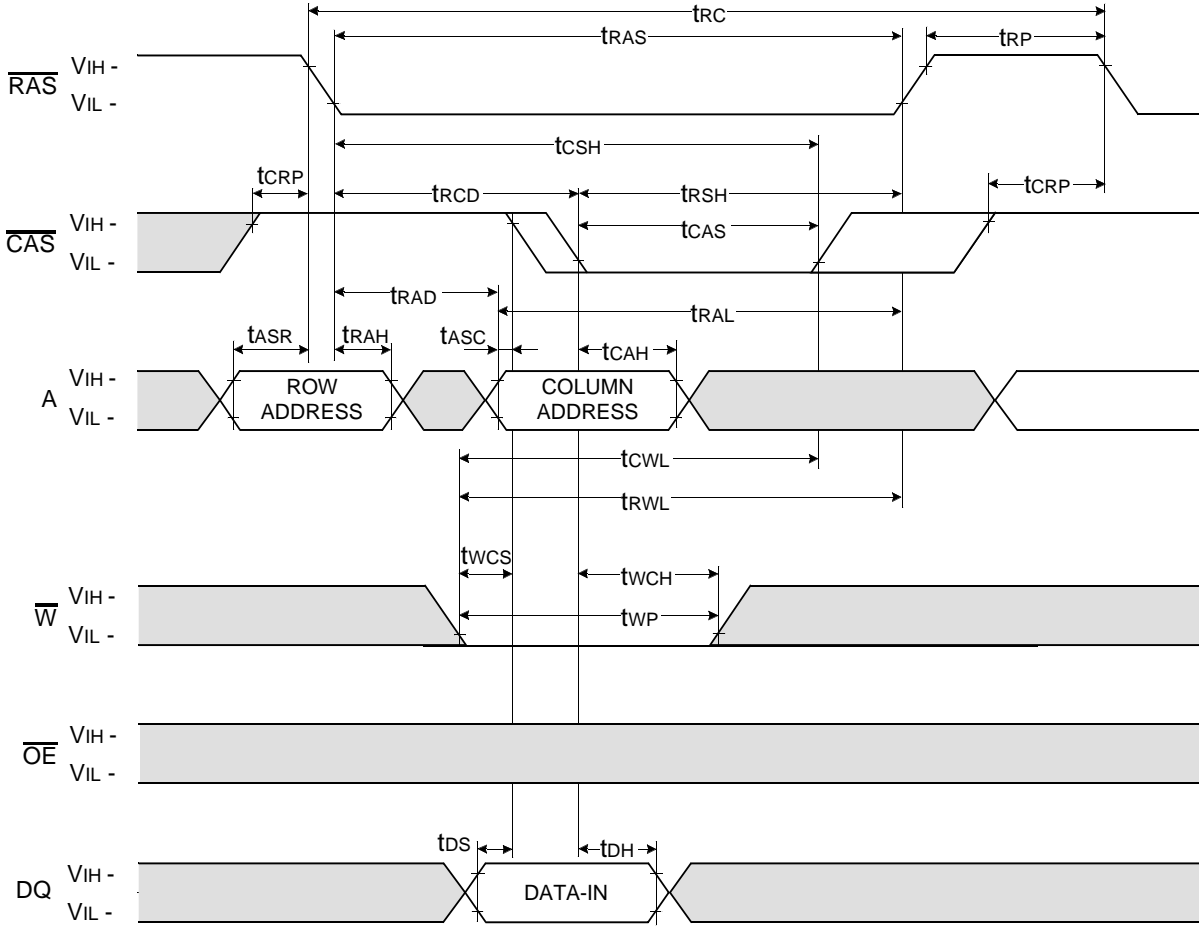 tRC
tRAS
tRP
RAS
VIH -
VIL -
tCSH
tCRP
tRCD
tRSH
tCRP
CAS
VIH -
VIL -
tCAS
tRAD
tRAL
tASR
tRAH
tASC
tCAH
A
VIH -
VIL -
ROW
ADDRESS
COLUMN
ADDRESS
tCWL
tRWL
tWCS
tWCH
W
VIH -
VIL -
tWP
OE
VIH -
VIL -
tDS
tDH
DQ
VIH -
VIL -
DATA-IN